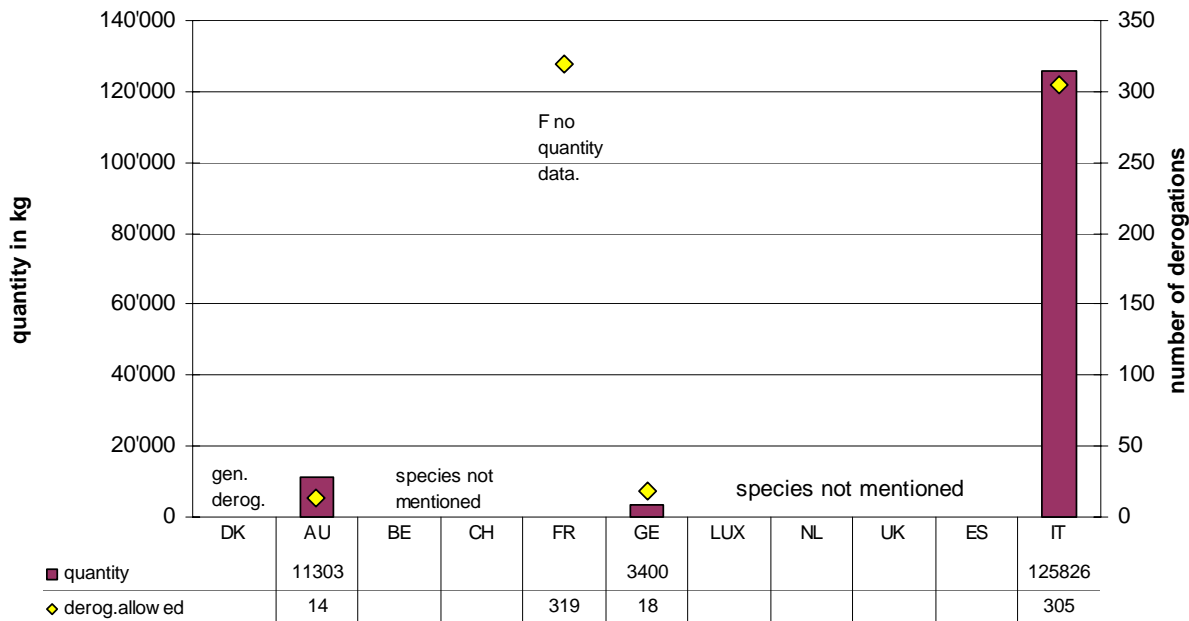 140'000
120'000
100'000
80'000
60'000
40'000
20'000
0
quantity in kg
350
300
250
200
150
100
50
0
number of derogations
F no
quantity
data.
gen.
derog.
species not
mentioned
species not mentioned
DK AU BE CH FR GE LUX NL UK ES IT
quantity 11303 3400 125826
derog.allowed 14 319 18 305